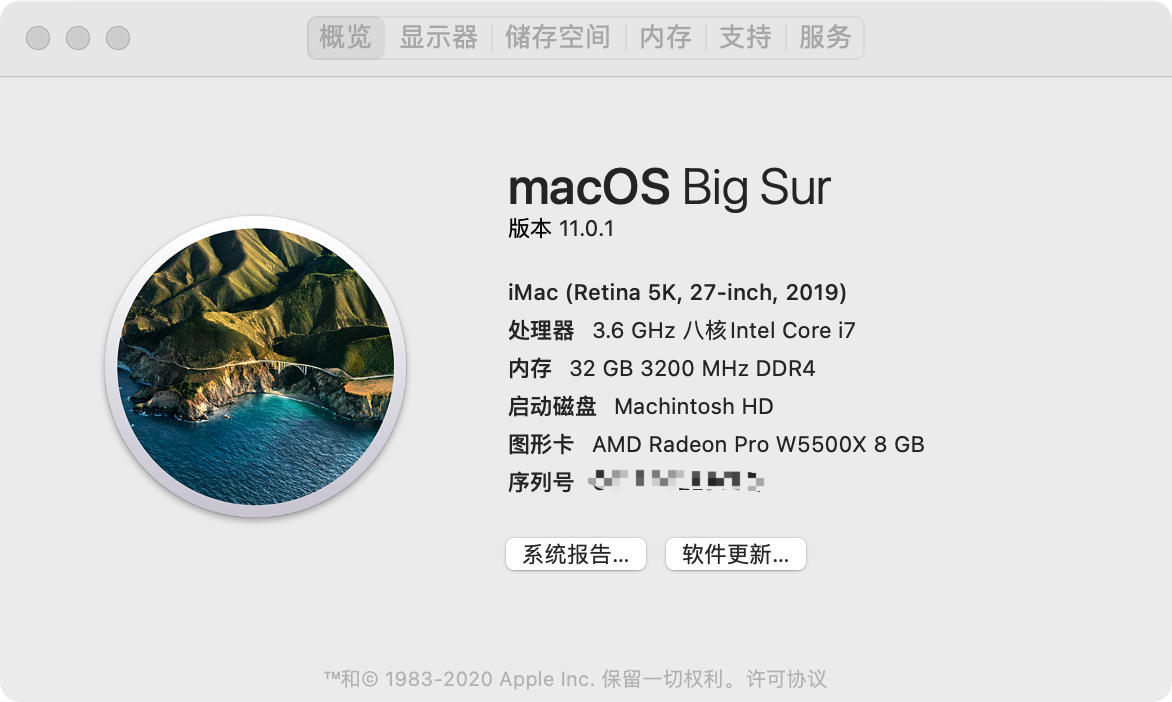 概览 显示器 储存空间 内存 支持 服务
macOS Big Sur
版本 11.0.1
iMac (Retina 5K, 27-inch, 2019)
处理器 3.6 GHz 八核Intel Core i7
内存 32 GB 3200 MHz DDR4
启动磁盘 Machintosh HD
图形卡 AMD Radeon Pro W5500X 8 GB
序列号
系统报告... 软件更新...
™和© 1983-2020 Apple Inc. 保留一切权利。许可协议